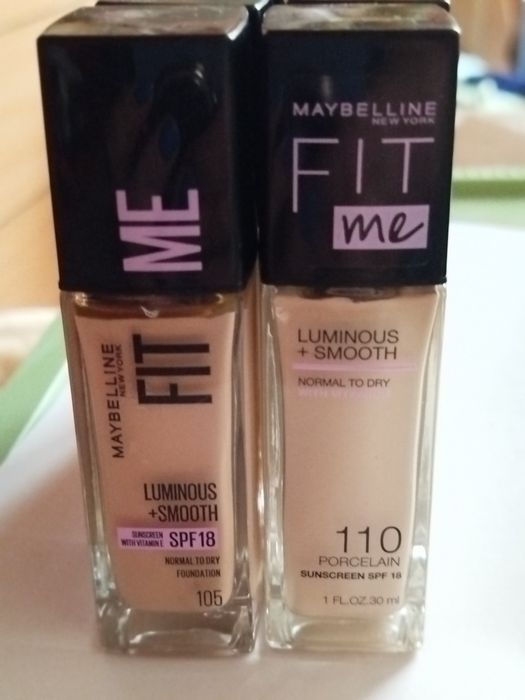 ME
MAYBELLINE
NEW YORK
FIT
LUMINOUS
+SMOOTH
SUNSCREEN
WITH VITAMIN E
SPF18
NORMAL TO DRY
FOUNDATION
105
MAYBELLINE
NEW YORK
FIT
me
LUMINOUS
+ SMOOTH
NORMAL TO DRY
110
PORCELAIN
SUNSCREEN SPF 18
1 FL.OZ.30 ml